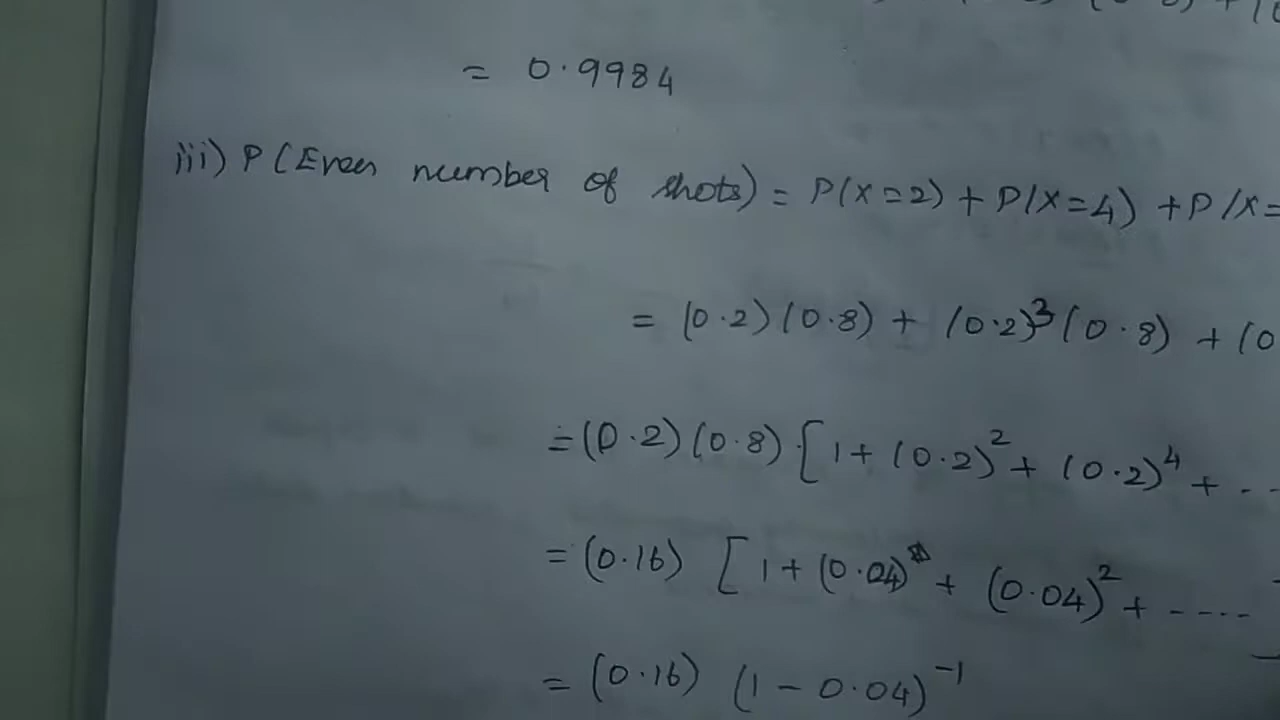 = 0.9984
iii) P (Even number of shots) = P(X=2) + P(X=4) + P(X=
= (0.2)(0.8) + (0.2)³(0.8) + (0
= (0.2)(0.8) [1 + (0.2)² + (0.2)⁴ + ..
= (0.16) [1 + (0.04) + (0.04)² + ----
= (0.16) (1 - 0.04)⁻¹